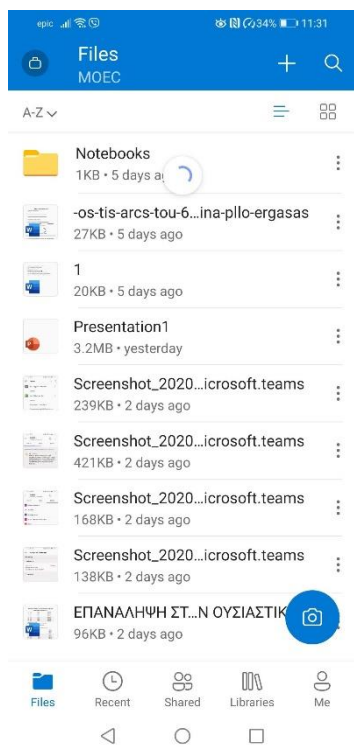 epic 34% 11:31
Files
MOEC
A-Z
Notebooks
1KB • 5 days a
-os-tis-arcs-tou-6...ina-pllo-ergasas
27KB • 5 days ago
1
20KB • 5 days ago
Presentation1
3.2MB • yesterday
Screenshot_2020...icrosoft.teams
239KB • 2 days ago
Screenshot_2020...icrosoft.teams
421KB • 2 days ago
Screenshot_2020...icrosoft.teams
168KB • 2 days ago
Screenshot_2020...icrosoft.teams
138KB • 2 days ago
ΕΠΑΝΑΛΗΨΗ ΣΤ...Ν ΟΥΣΙΑΣΤΙΚ
96KB • 2 days ago
Files Recent Shared Libraries Me